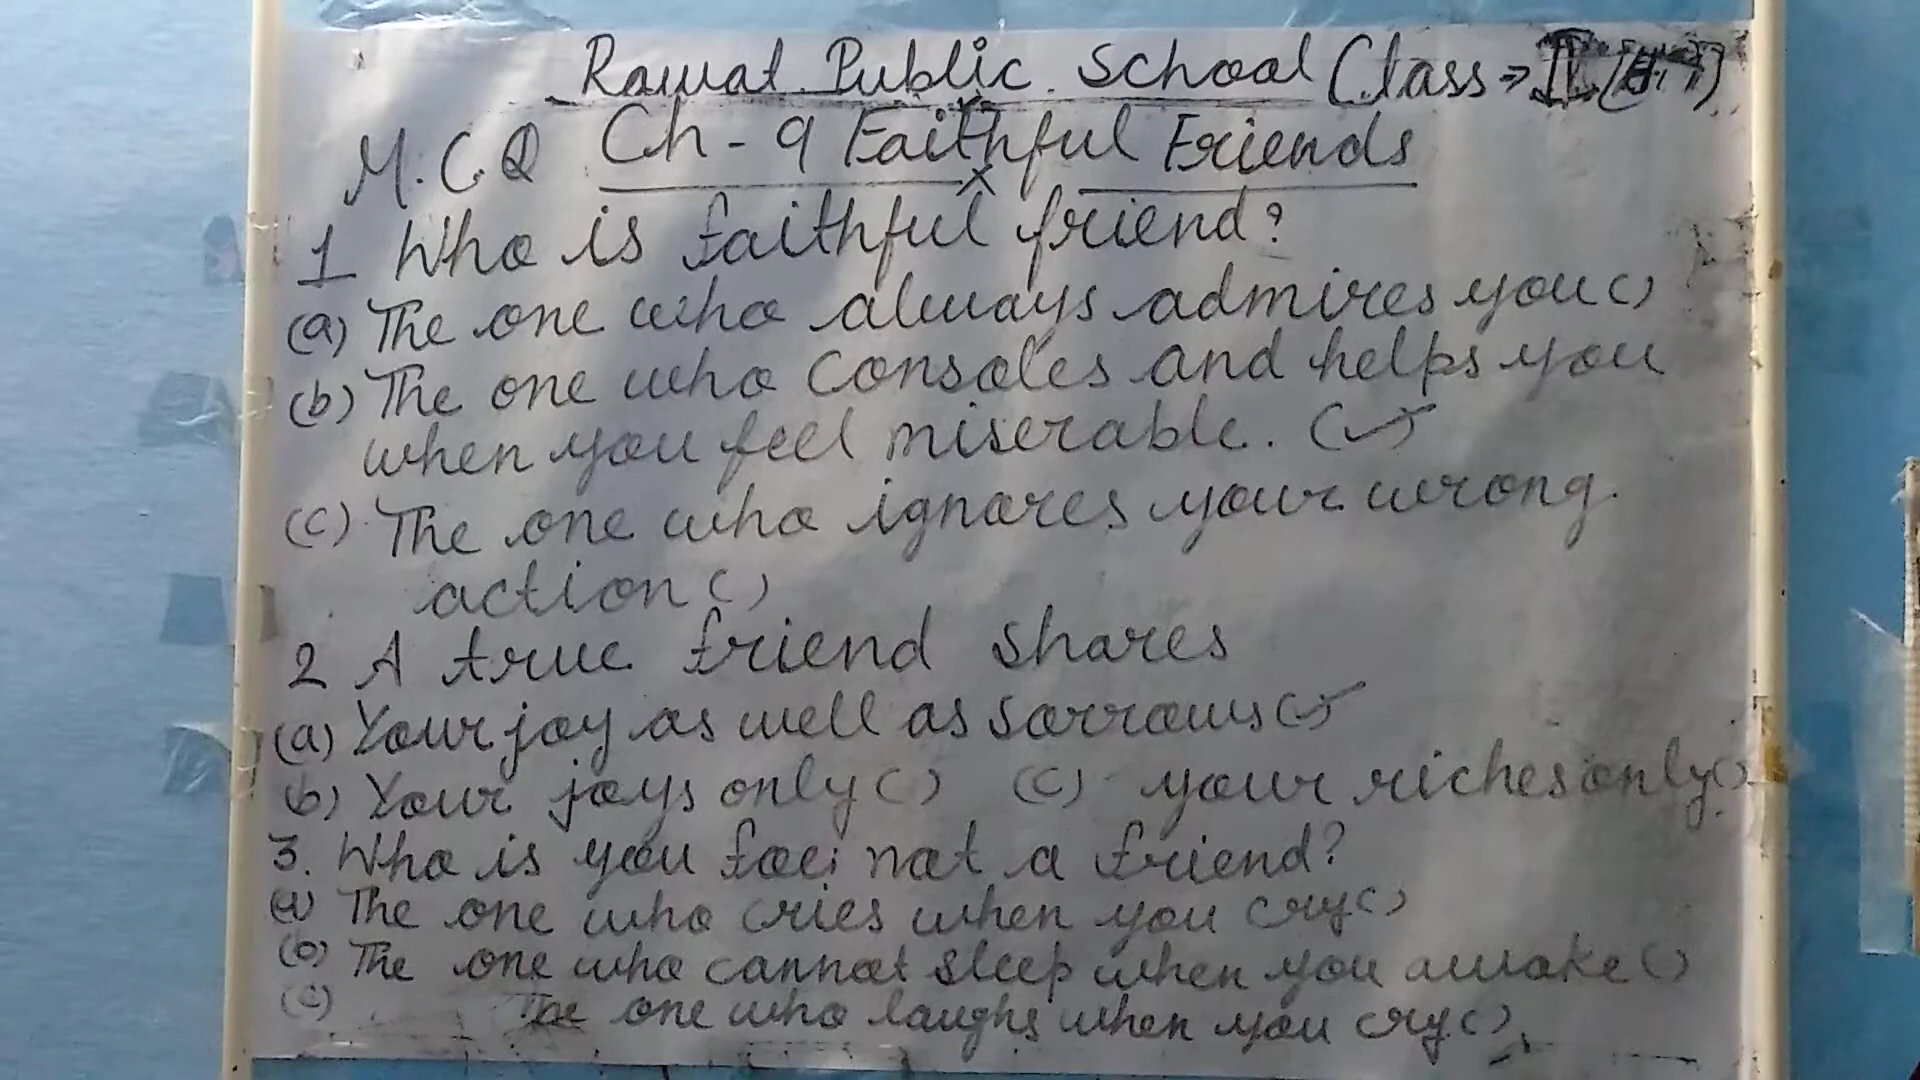 Rawat Public School Class ⇒
M.C.Q Ch-9 Faithful Friends
1 Who is faithful friend?
(a) The one who always admires you ( )
(b) The one who consoles and helps you
when you feel miserable. (✓)
(c) The one who ignores your wrong
action ( )
2 A true friend shares
(a) Your joy as well as sorrows (✓)
(b) Your joys only ( ) (c) your riches only ( )
3. Who is you foe; not a friend?
(a) The one who cries when you cry ( )
(b) The one who cannot sleep when you awake ( )
(c) The one who laughs when you cry ( )